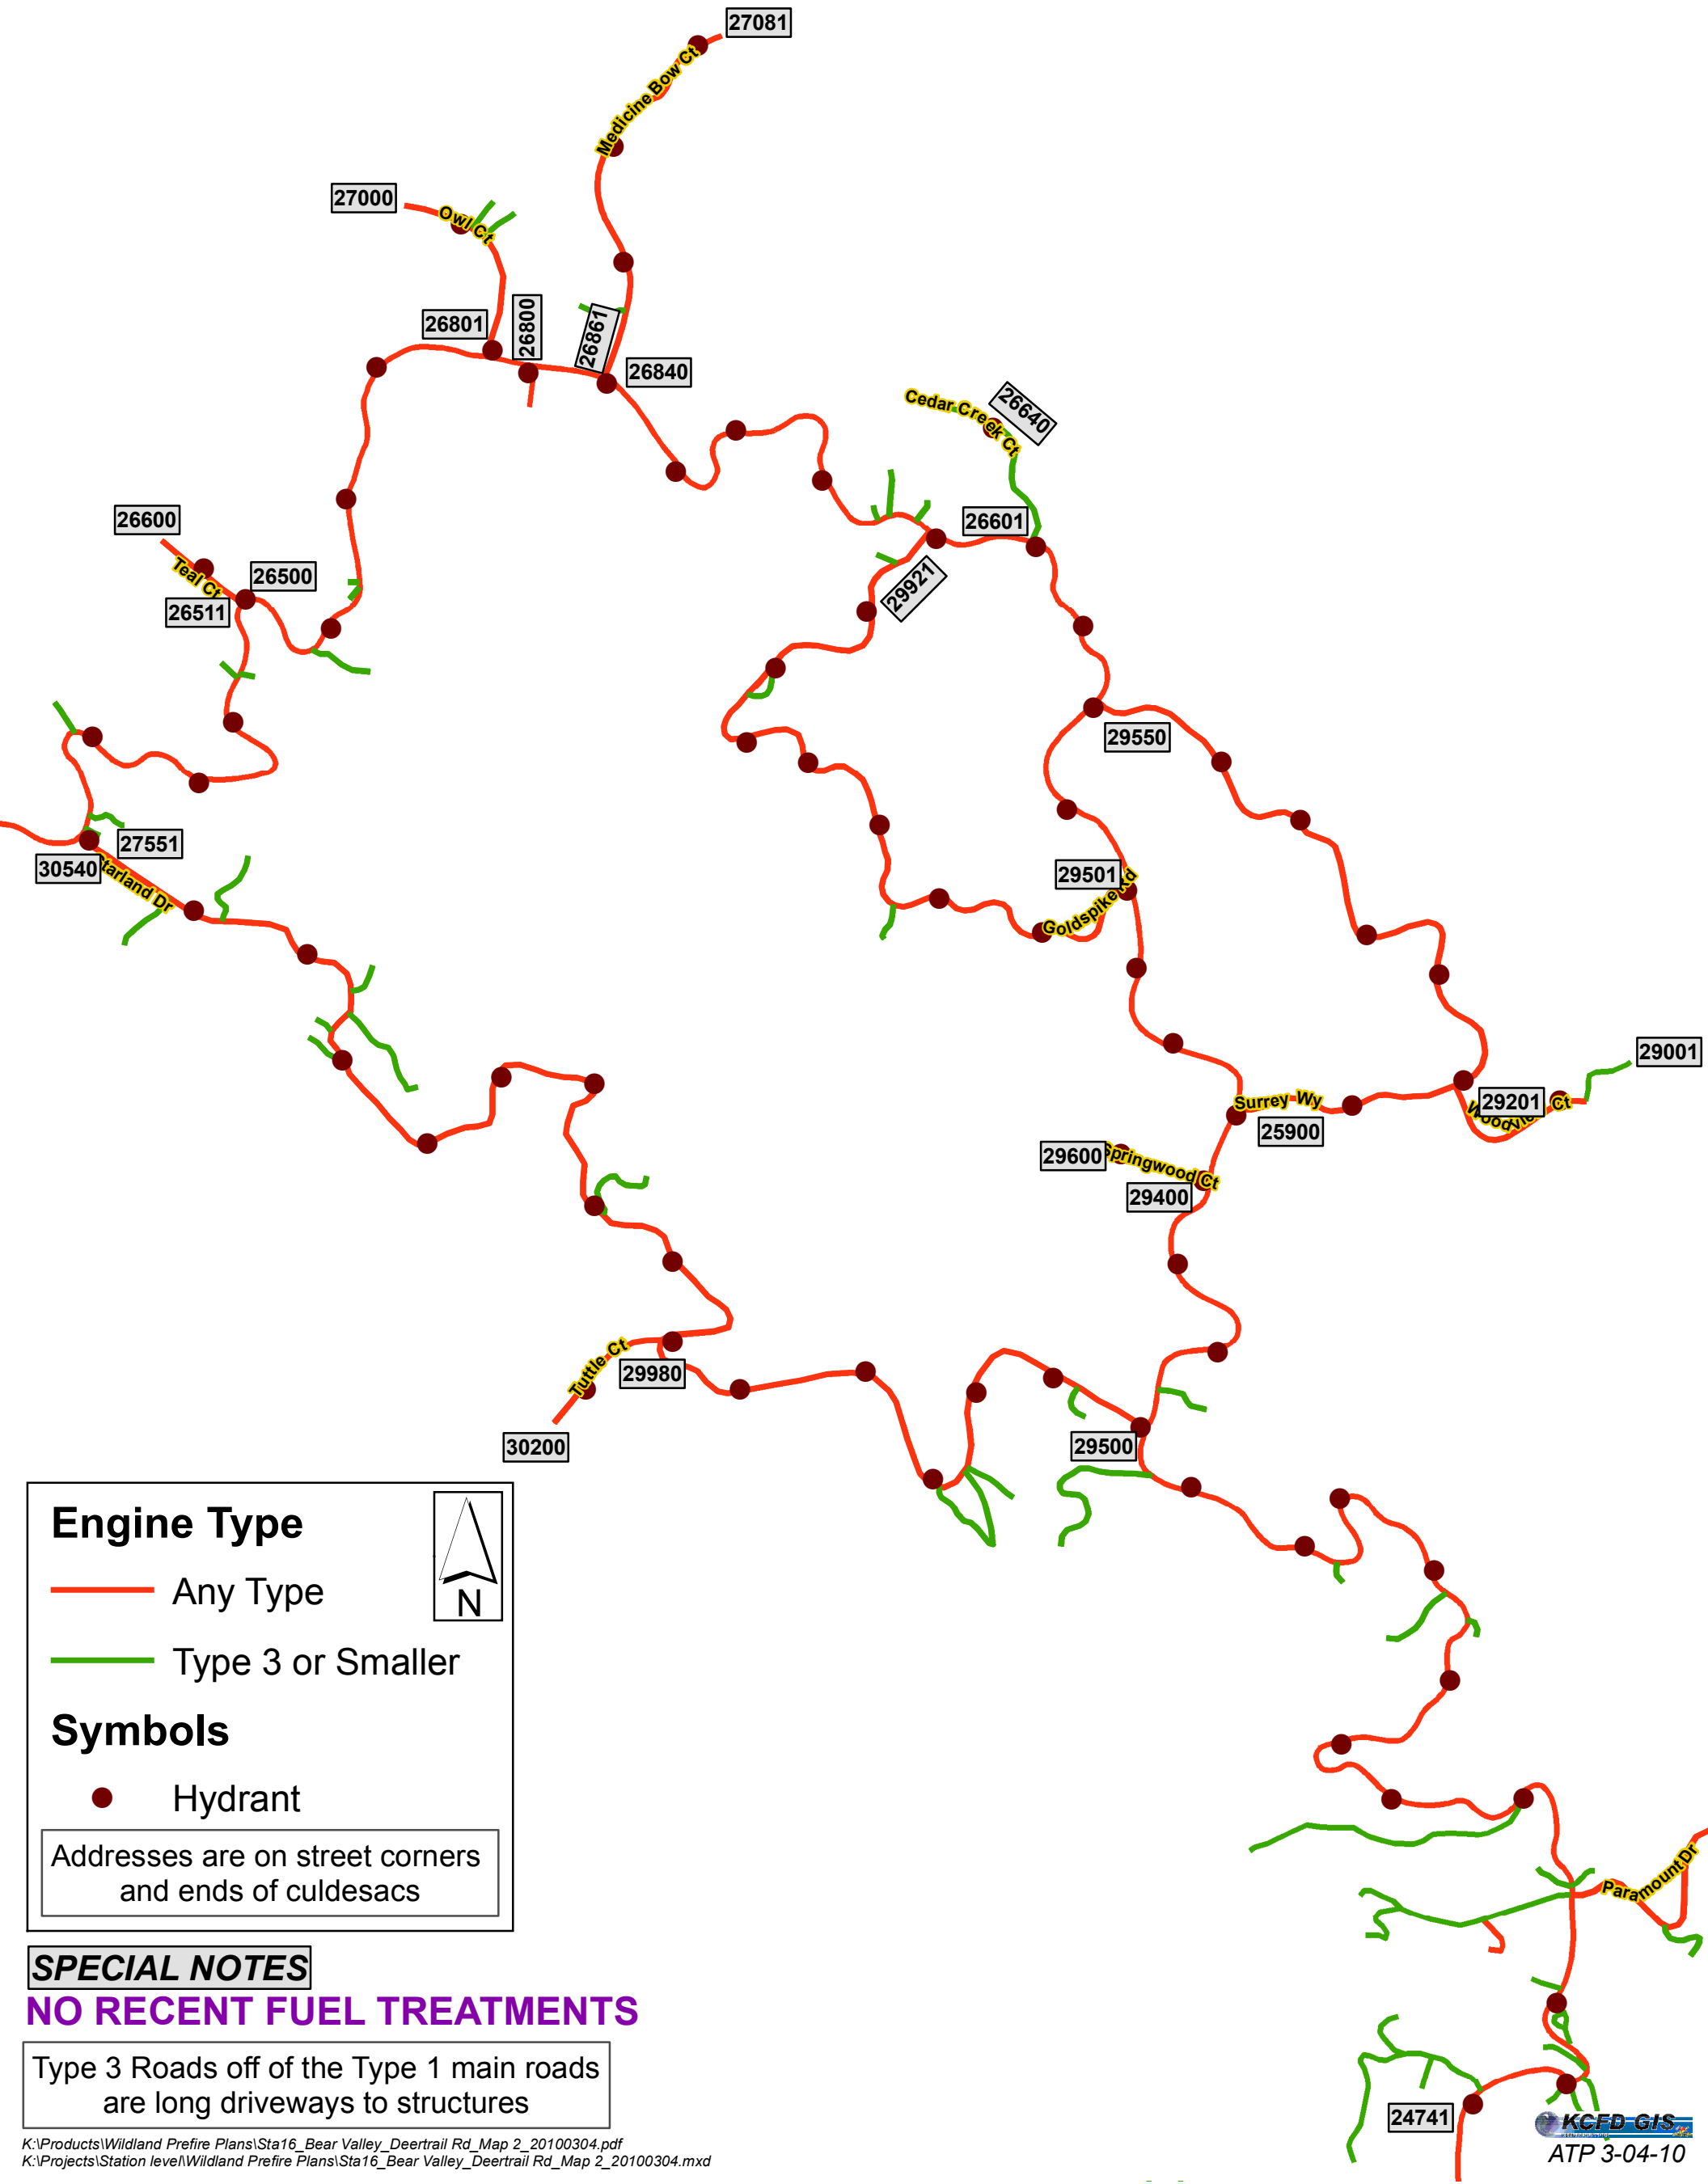 27081
Medicine Bow Ct
27000
Owl Ct
26801
26800
26861
26840
Cedar Creek Ct
26640
26600
26601
Teal Ct
26500
26511
29921
29550
27551
30540
Starland Dr
29501
Goldspike Rd
29001
Surrey Wy
29201
Ct
25900
29600
Springwood Ct
29400
Tuttle Ct
29980
30200
29500
Engine Type
Any Type
Type 3 or Smaller
N
Symbols
Hydrant
Addresses are on street corners
and ends of culdesacs
Paramount Dr
SPECIAL NOTES
NO RECENT FUEL TREATMENTS
Type 3 Roads off of the Type 1 main roads
are long driveways to structures
24741
KCFD GIS
ATP 3-04-10
K:\Products\Wildland Prefire Plans\Sta16_Bear Valley_Deertrail Rd_Map 2_20100304.pdf
K:\Projects\Station level\Wildland Prefire Plans\Sta16_Bear Valley_Deertrail Rd_Map 2_20100304.mxd